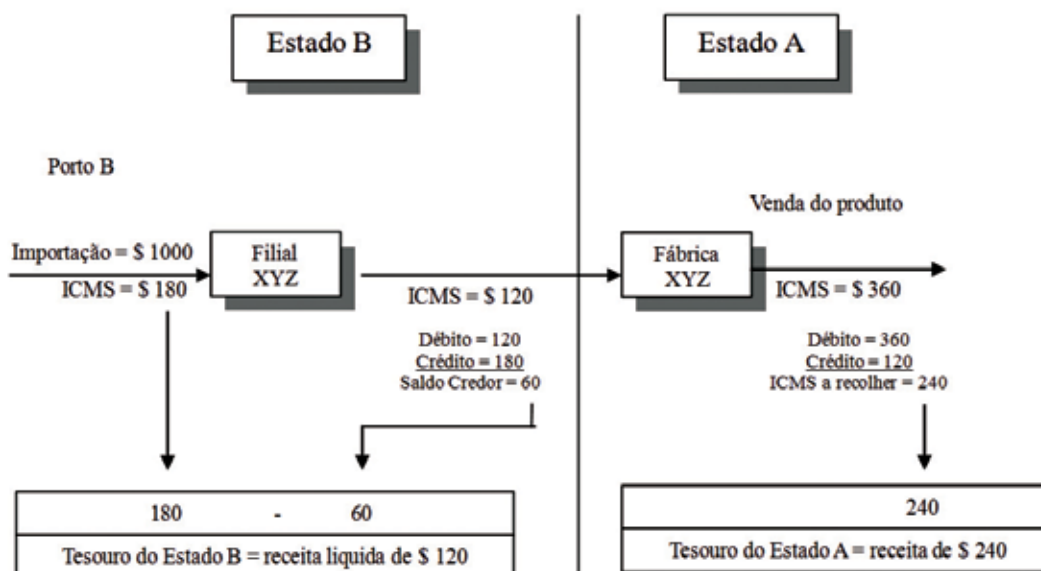 Estado B
Estado A
Porto B
Venda do produto
Importação = $ 1000
ICMS = $ 180
Filial
XYZ
ICMS = $ 120
Fábrica
XYZ
ICMS = $ 360
Débito = 120
Crédito = 180
Saldo Credor = 60
Débito = 360
Crédito = 120
ICMS a recolher = 240
180 - 60
Tesouro do Estado B = receita liquida de $ 120
240
Tesouro do Estado A = receita de $ 240